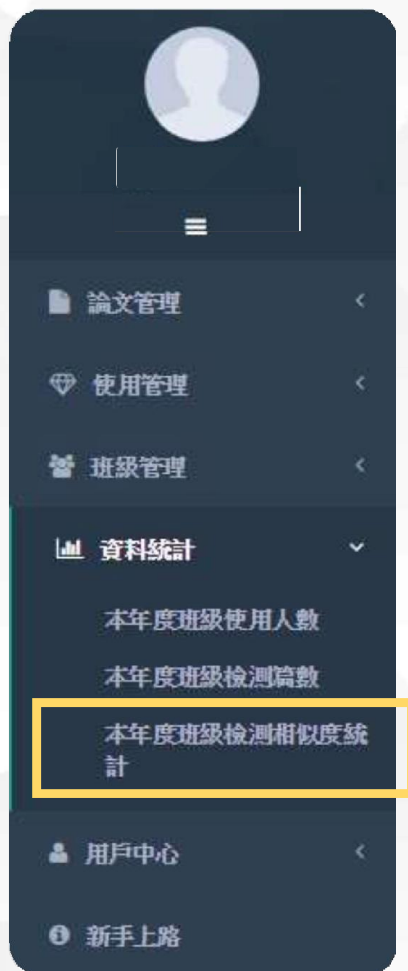 論文管理
使用管理
班級管理
資料統計
本年度班級使用人數
本年度班級檢測篇數
本年度班級檢測相似度統
計
用戶中心
新手上路